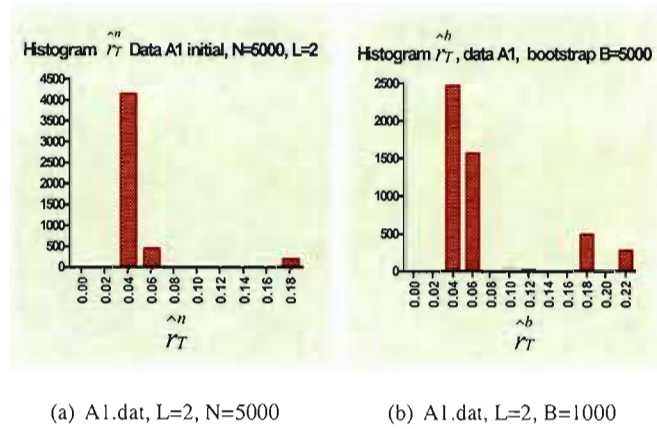 Histogram r̂ⁿT Data A1 initial, N=5000, L=2
4500
4000
3500
3000
2500
2000
1500
1000
500
0
0.00 0.02 0.04 0.06 0.08 0.10 0.12 0.14 0.16 0.18
r̂ⁿT
(a) A1.dat, L=2, N=5000
Histogram r̂ᵇT, data A1, bootstrap B=5000
2500
2000
1500
1000
500
0
0.00 0.02 0.04 0.06 0.08 0.10 0.12 0.14 0.16 0.18 0.20 0.22
r̂ᵇT
(b) A1.dat, L=2, B=1000